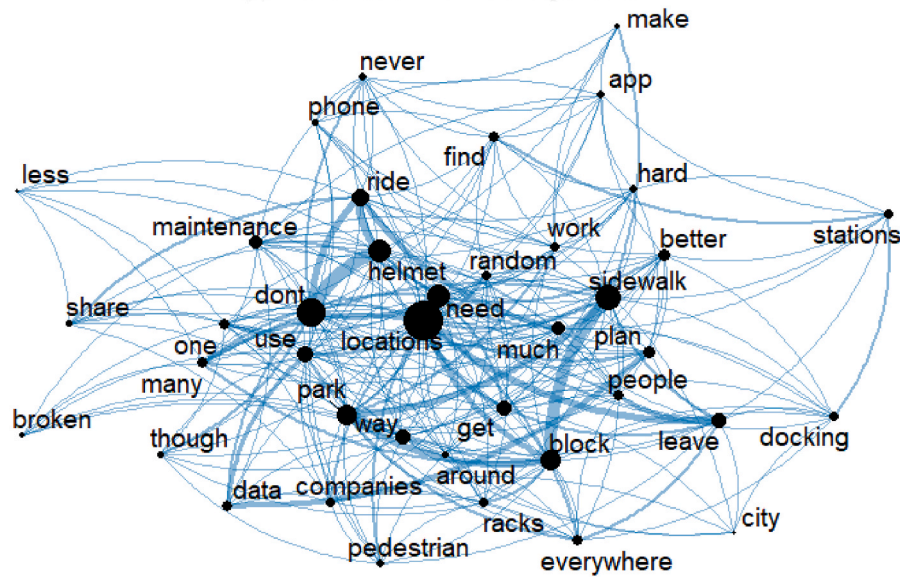 make
never
app
phone
find
less
ride
hard
maintenance
work
better
stations
helmet
random
sidewalk
dont
need
share
one
use
locations
much
plan
many
park
people
broken
though
way
get
block
leave
docking
around
data
companies
racks
city
pedestrian
everywhere